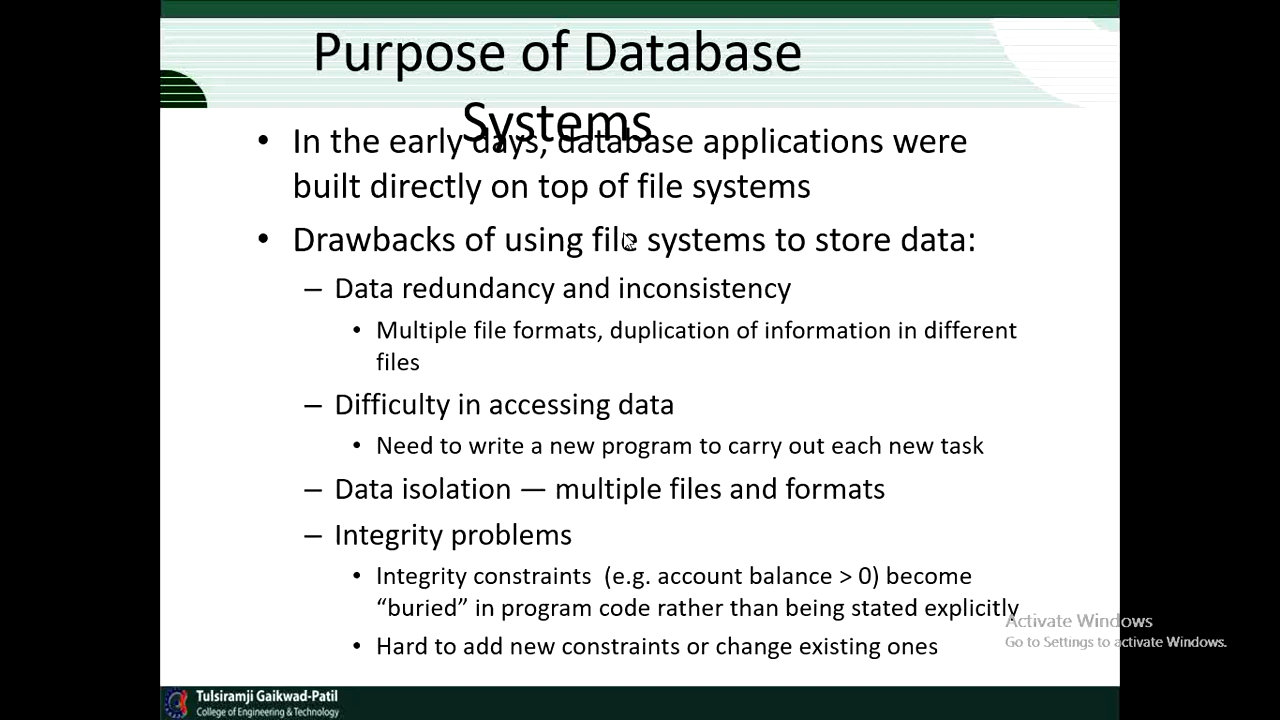 Purpose of Database
Systems
• In the early days, database applications were
built directly on top of file systems
• Drawbacks of using file systems to store data:
– Data redundancy and inconsistency
• Multiple file formats, duplication of information in different
files
– Difficulty in accessing data
• Need to write a new program to carry out each new task
– Data isolation — multiple files and formats
– Integrity problems
• Integrity constraints  (e.g. account balance > 0) become
“buried” in program code rather than being stated explicitly
• Hard to add new constraints or change existing ones
Activate Windows
Go to Settings to activate Windows.
Tulsiramji Gaikwad-Patil
College of Engineering & Technology